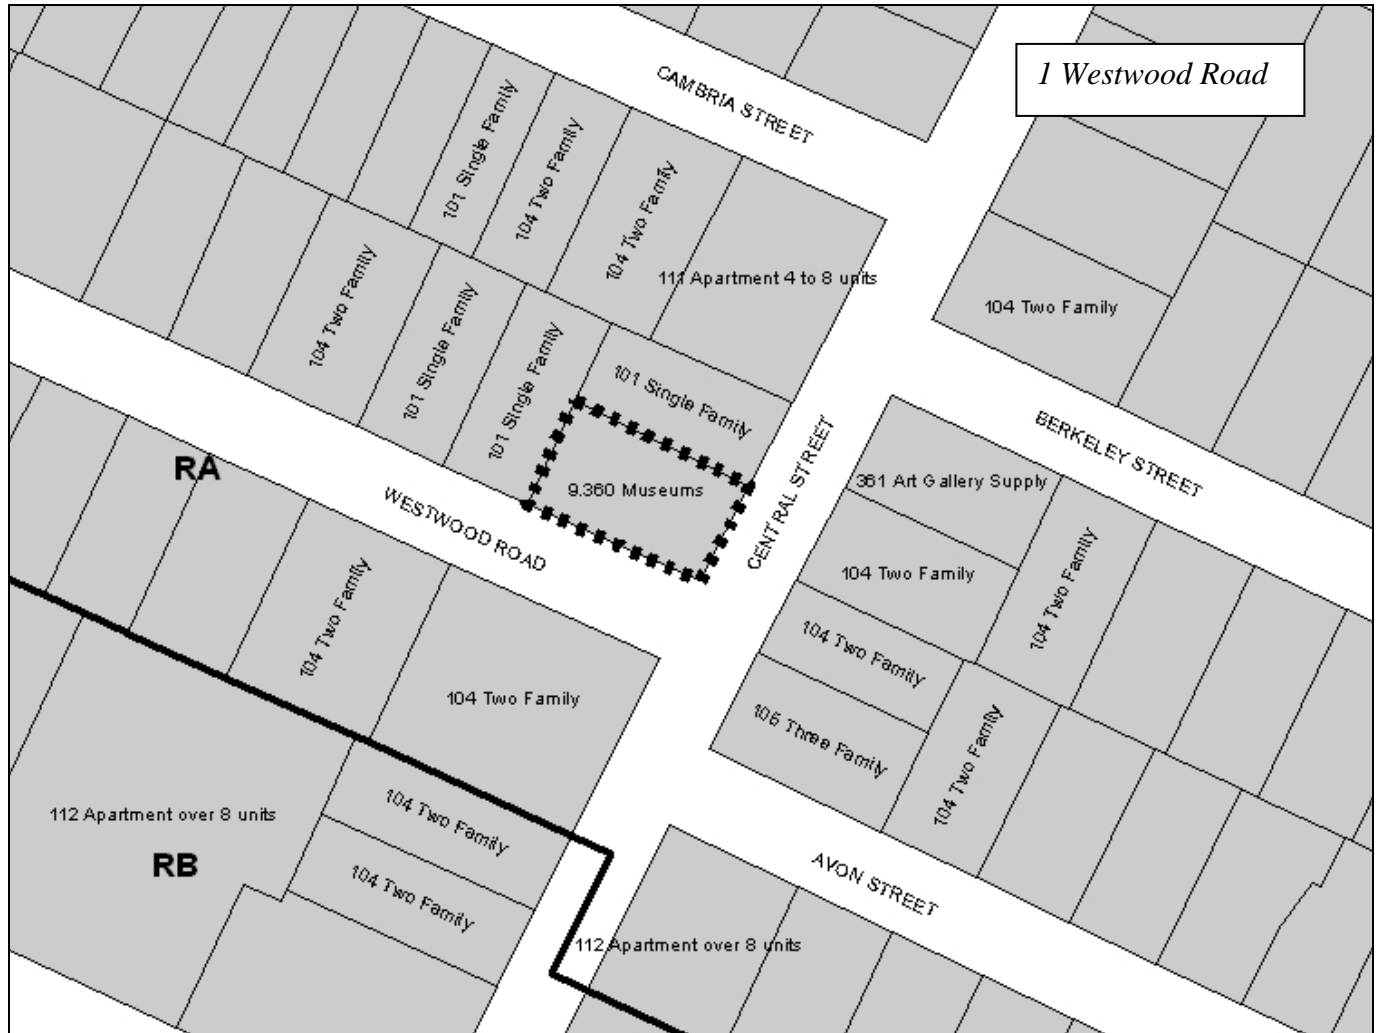 CAMBRIA STREET
1 Westwood Road
101 Single Family
104 Two Family
104 Two Family
111 Apartment 4 to 8 units
104 Two Family
104 Two Family
101 Single Family
101 Single Family
101 Single Family
9.360 Museums
CENTRAL STREET
BERKELEY STREET
361 Art Gallery Supply
RA
WESTWOOD ROAD
104 Two Family
104 Two Family
104 Two Family
104 Two Family
104 Two Family
105 Three Family
104 Two Family
112 Apartment over 8 units
RB
104 Two Family
104 Two Family
AVON STREET
112 Apartment over 8 units